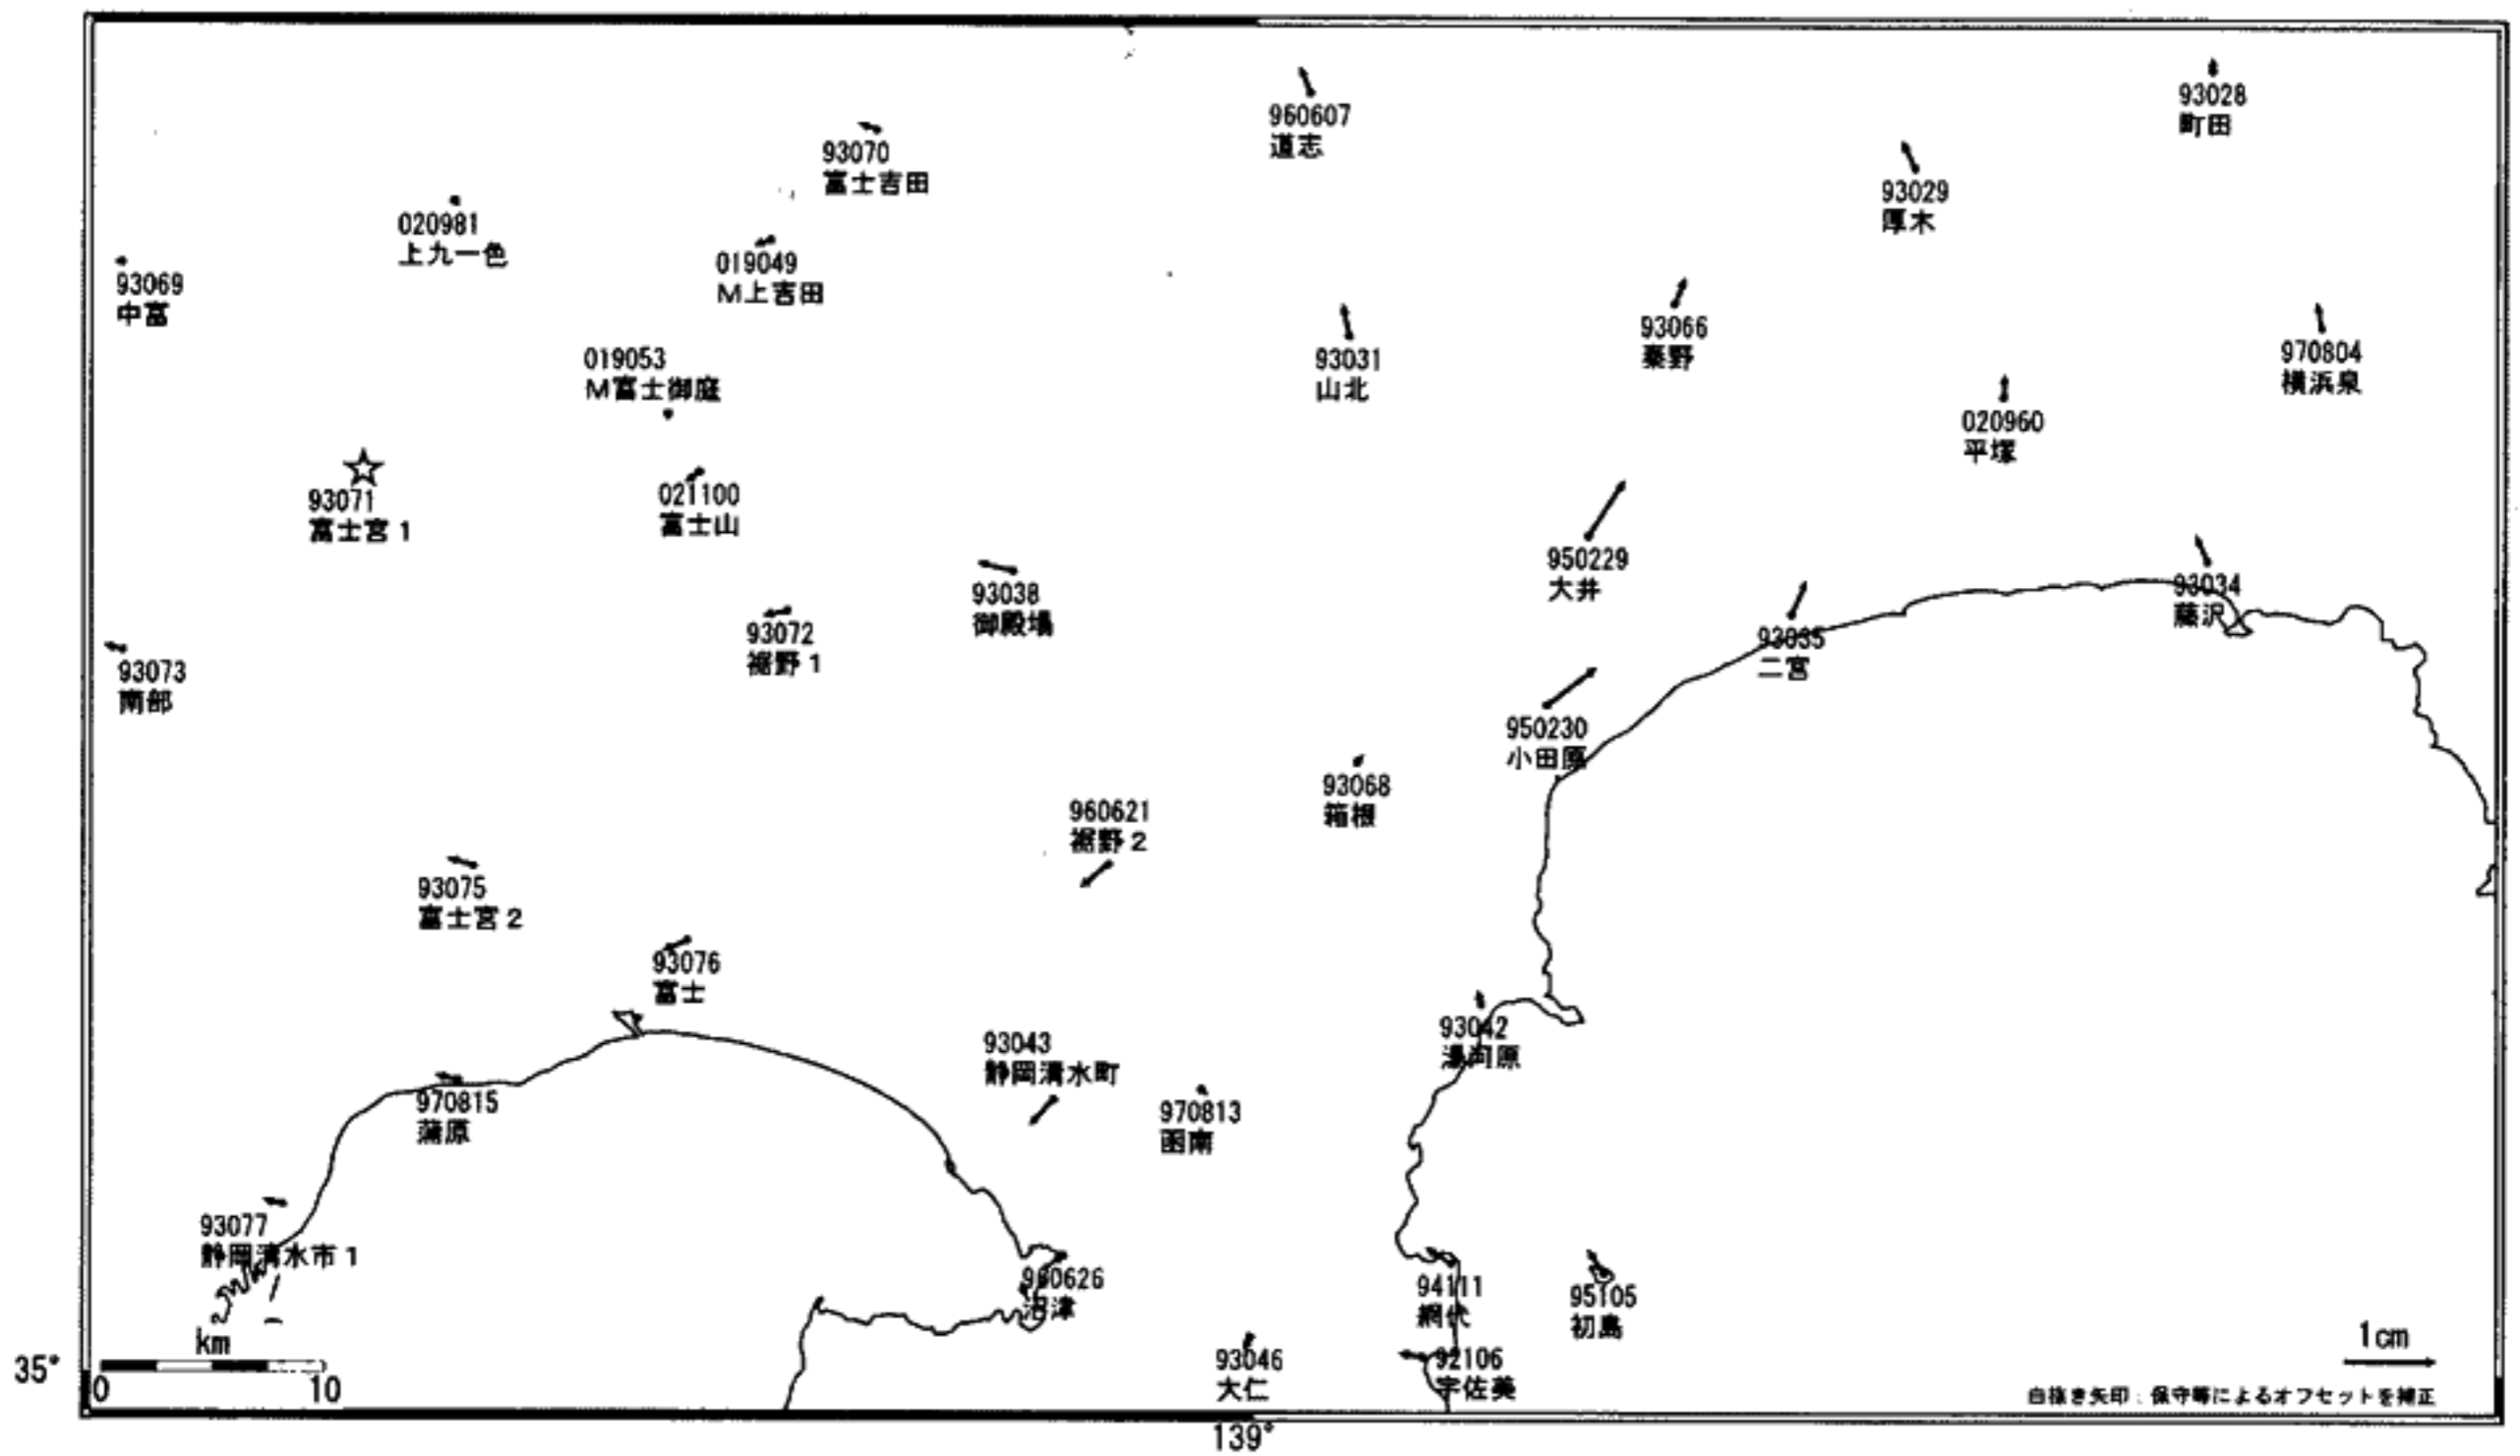 960607
道志
93028
町田
93070
富士吉田
93029
厚木
020981
上九一色
019049
M上吉田
93069
中富
93066
秦野
93031
山北
970804
横浜泉
019053
M富士御庭
020960
平塚
93071
富士宮1
021100
富士山
950229
大井
93038
御殿場
93034
藤沢
93072
裾野1
93035
二宮
93073
南部
950230
小田原
93068
箱根
960621
裾野2
93075
富士宮2
93076
富士
93042
湯河原
93043
静岡清水町
970815
蒲原
970813
函南
93077
静岡清水市1
960626
沼津
94111
網代
95105
初島
km
0 10
35°
93046
大仁
92106
宇佐美
1cm
白抜き矢印:保守等によるオフセットを補正
139°